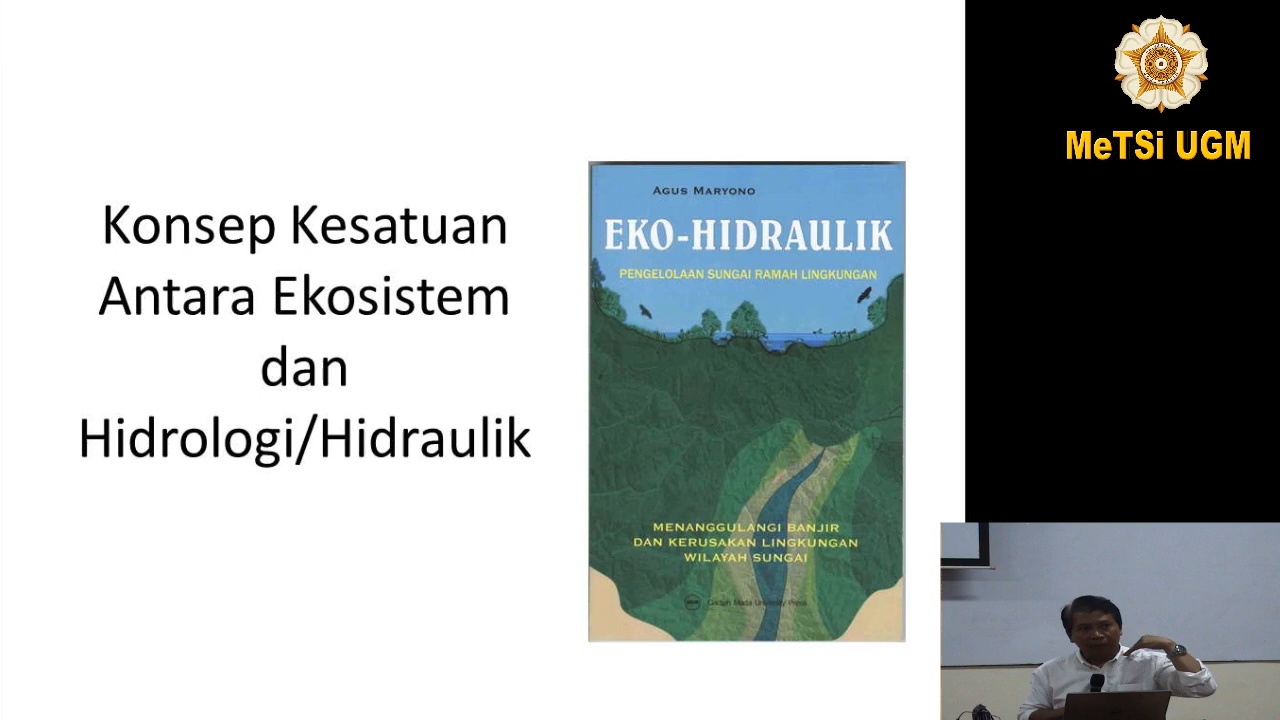 Konsep Kesatuan
Antara Ekosistem
dan
Hidrologi/Hidraulik
AGUS MARYONO
EKO-HIDRAULIK
PENGELOLAAN SUNGAI RAMAH LINGKUNGAN
MENANGGULANGI BANJIR
DAN KERUSAKAN LINGKUNGAN
WILAYAH SUNGAI
Gadjah Mada University Press
MeTSi UGM